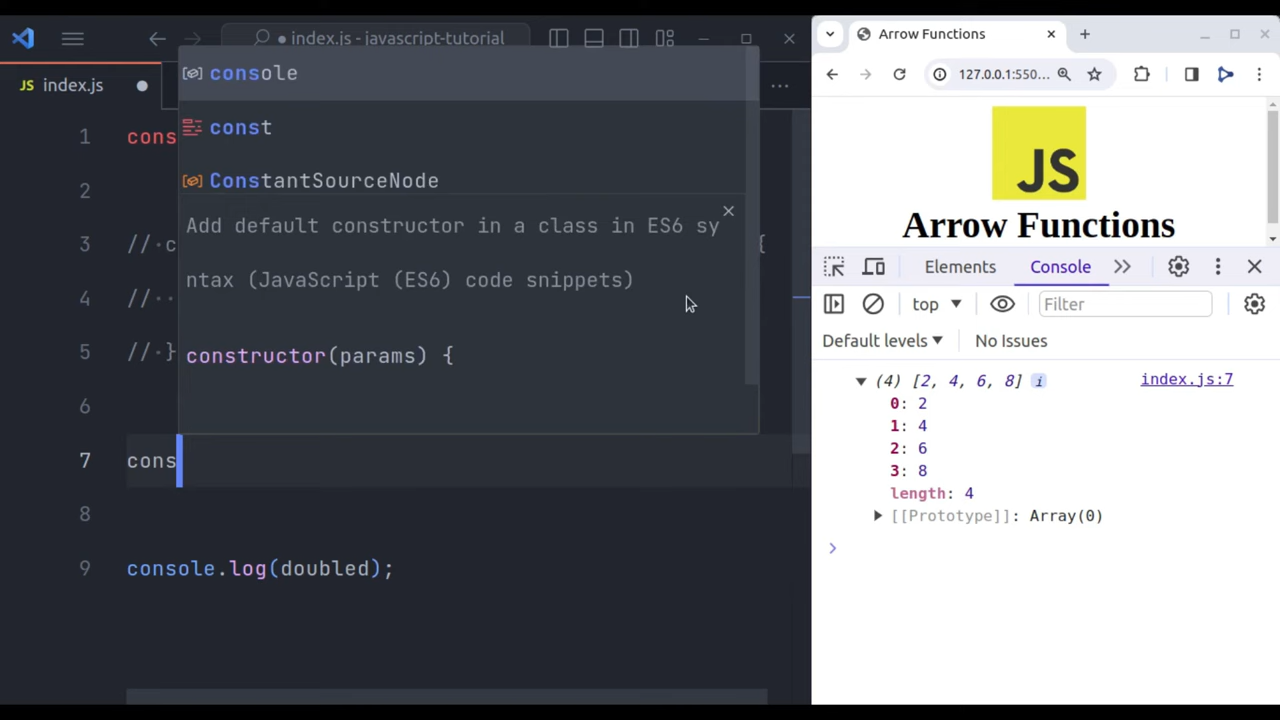 index.js - javascript-tutorial
JS index.js
1 cons
2
3 // c {
4 //
5 // }
6
7 cons
8
9 console.log(doubled);
console
const
ConstantSourceNode
Add default constructor in a class in ES6 sy
ntax (JavaScript (ES6) code snippets)
constructor(params) {
Arrow Functions
127.0.0.1:550...
JS
Arrow Functions
Elements Console
top Filter
Default levels No Issues
(4) [2, 4, 6, 8] i index.js:7
0: 2
1: 4
2: 6
3: 8
length: 4
[[Prototype]]: Array(0)